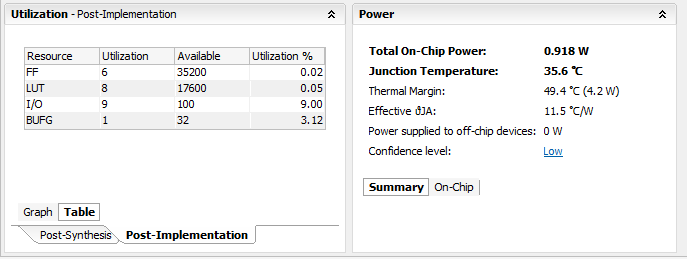 Utilization - Post-Implementation
Resource Utilization Available Utilization %
FF 6 35200 0.02
LUT 8 17600 0.05
I/O 9 100 9.00
BUFG 1 32 3.12
Graph Table
Post-Synthesis Post-Implementation
Power
Total On-Chip Power: 0.918 W
Junction Temperature: 35.6 °C
Thermal Margin: 49.4 °C (4.2 W)
Effective ϑJA: 11.5 °C/W
Power supplied to off-chip devices: 0 W
Confidence level: Low
Summary On-Chip